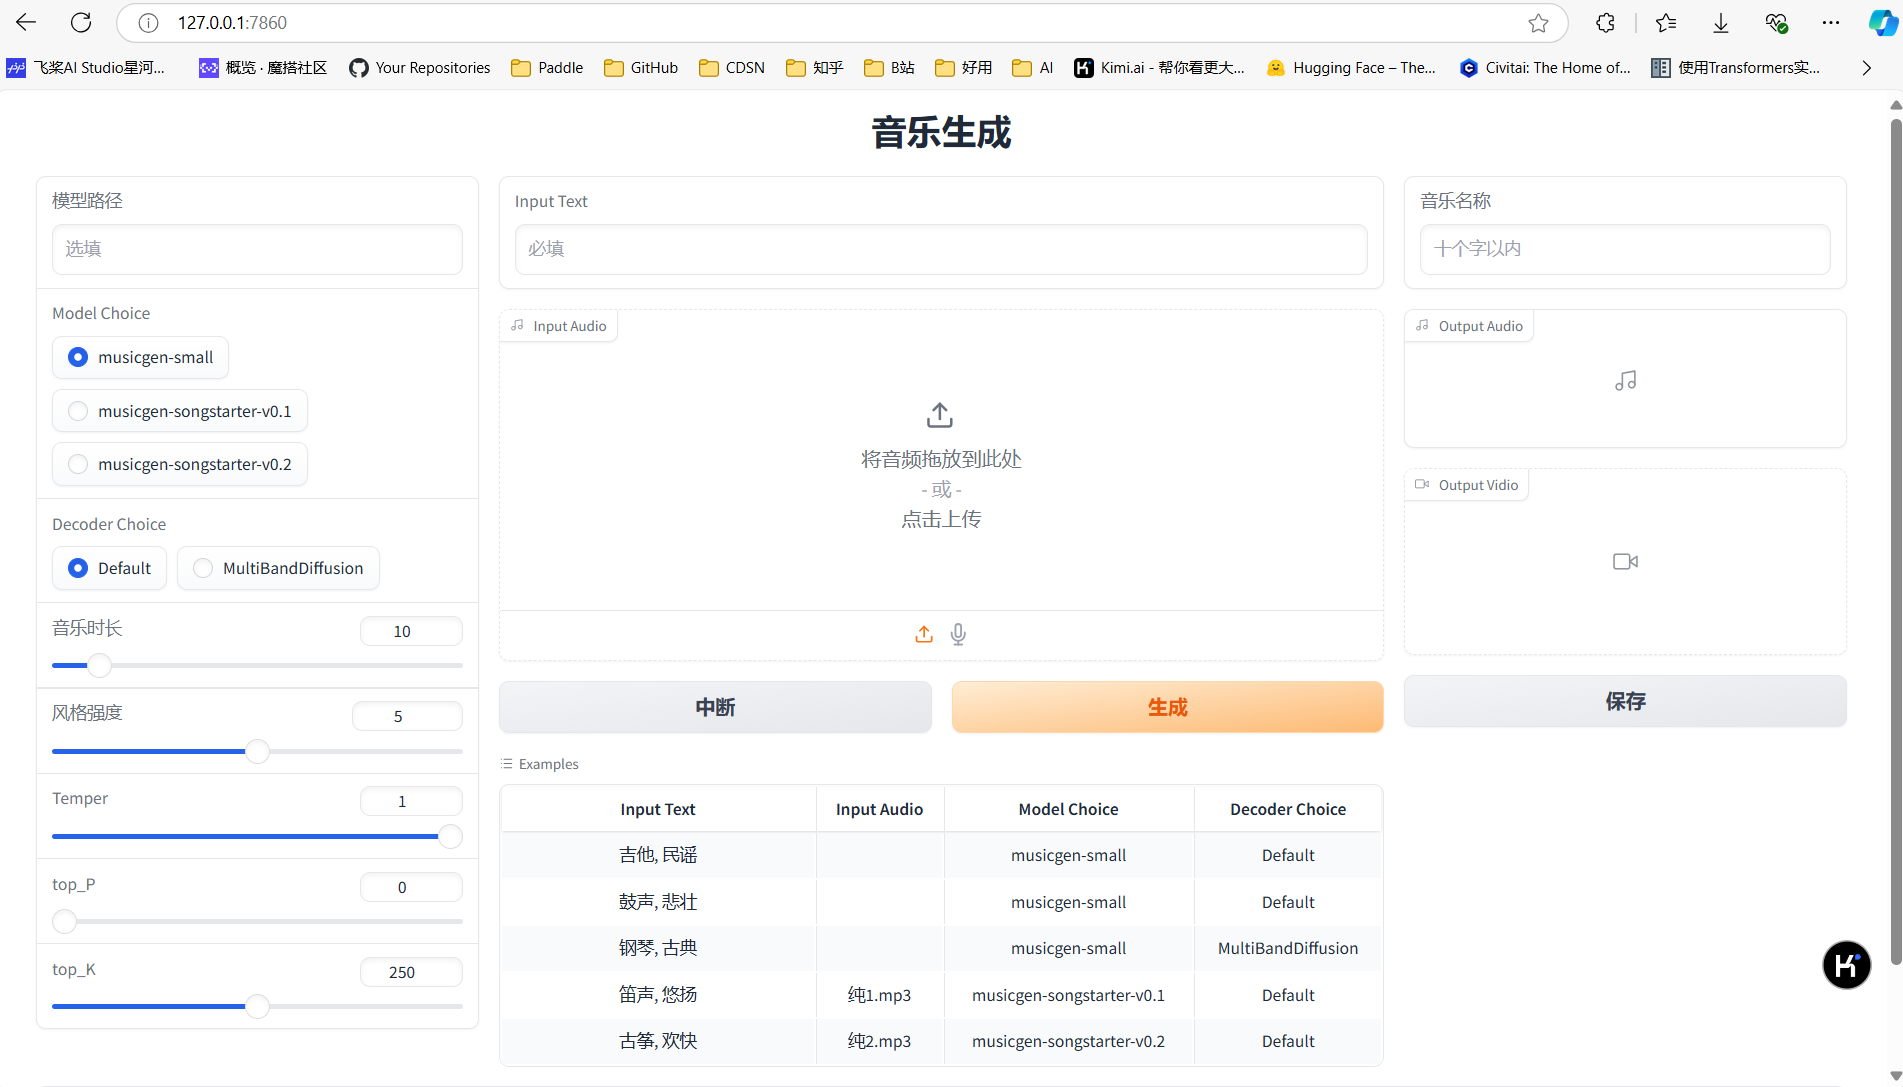 127.0.0.1:7860
飞桨AI Studio星河...
概览 · 魔搭社区
Your Repositories
Paddle
GitHub
CDSN
知乎
B站
好用
AI
Kimi.ai - 帮你看更大...
Hugging Face – The...
Civitai: The Home of...
使用Transformers实...
音乐生成
模型路径
选填
Model Choice
musicgen-small
musicgen-songstarter-v0.1
musicgen-songstarter-v0.2
Decoder Choice
Default
MultiBandDiffusion
音乐时长
10
风格强度
5
Temper
1
top_P
0
top_K
250
Input Text
必填
Input Audio
将音频拖放到此处
- 或 -
点击上传
中断
生成
Examples
Input Text Input Audio Model Choice Decoder Choice
吉他, 民谣 musicgen-small Default
鼓声, 悲壮 musicgen-small Default
钢琴, 古典 musicgen-small MultiBandDiffusion
笛声, 悠扬 纯1.mp3 musicgen-songstarter-v0.1 Default
古筝, 欢快 纯2.mp3 musicgen-songstarter-v0.2 Default
音乐名称
十个字以内
Output Audio
Output Vidio
保存